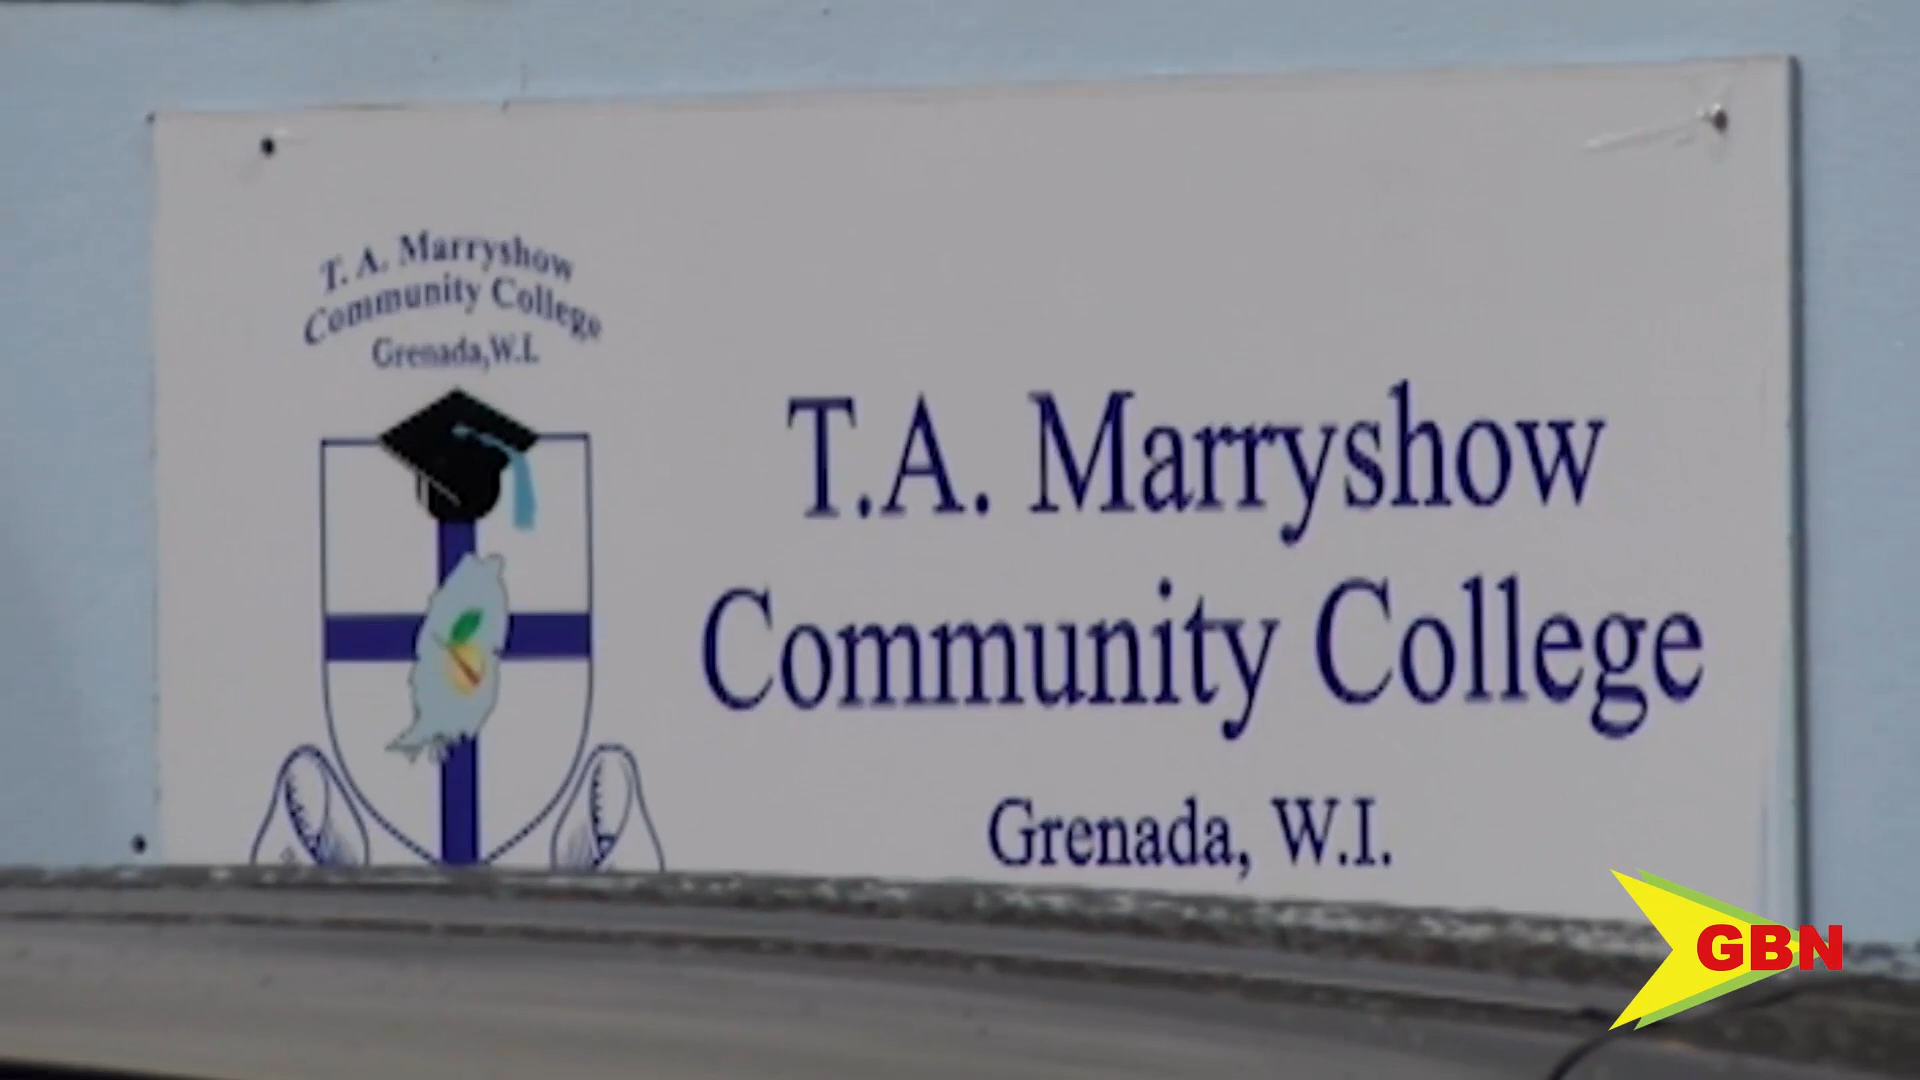 T. A. Marryshow
Community College
Grenada,W.I.
T.A. Marryshow
Community College
Grenada, W.I.
GBN